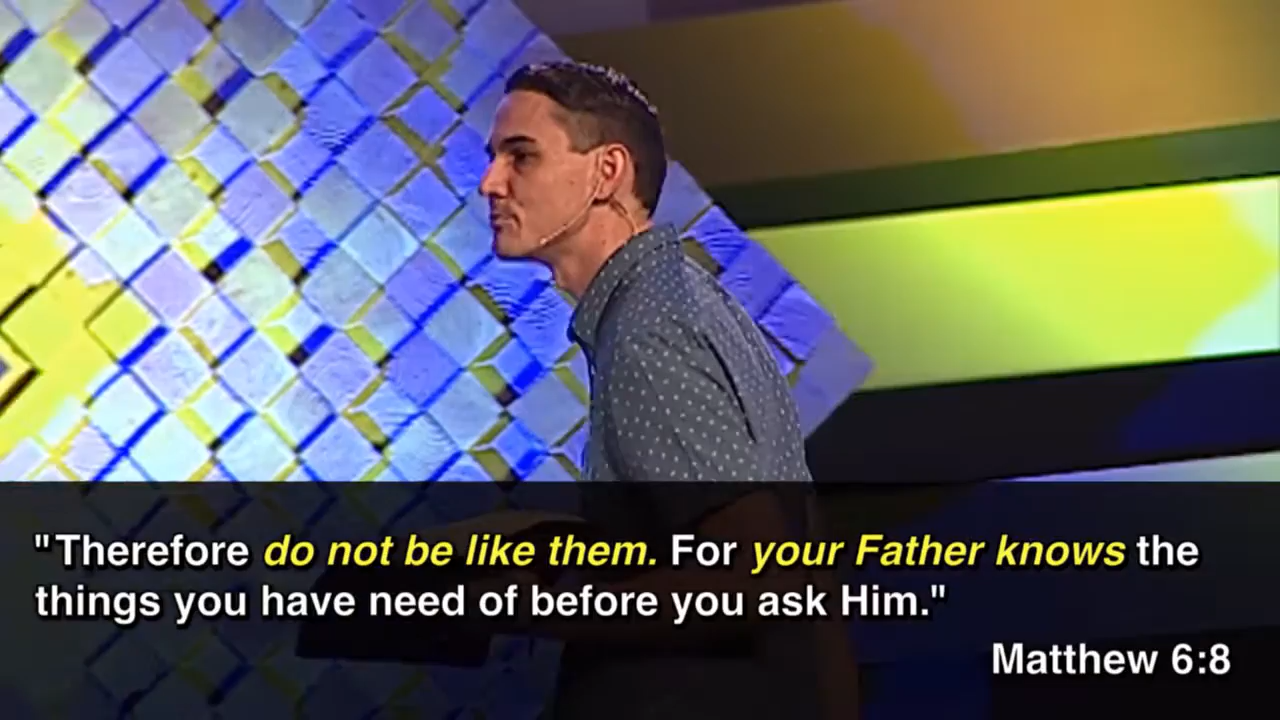 "Therefore do not be like them. For your Father knows the
things you have need of before you ask Him."
Matthew 6:8